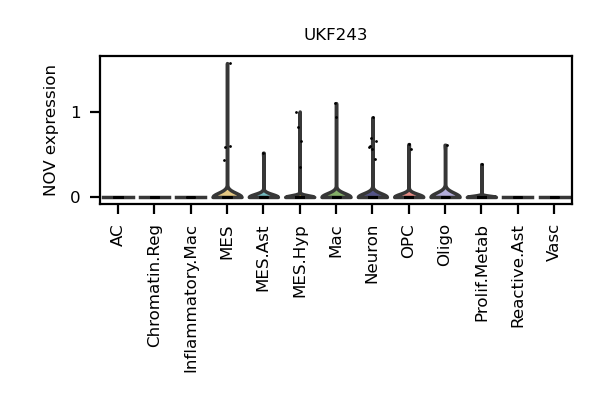 UKF243
NOV expression
1
0
AC
Chromatin.Reg
Inflammatory.Mac
MES
MES.Ast
MES.Hyp
Mac
Neuron
OPC
Oligo
Prolif.Metab
Reactive.Ast
Vasc